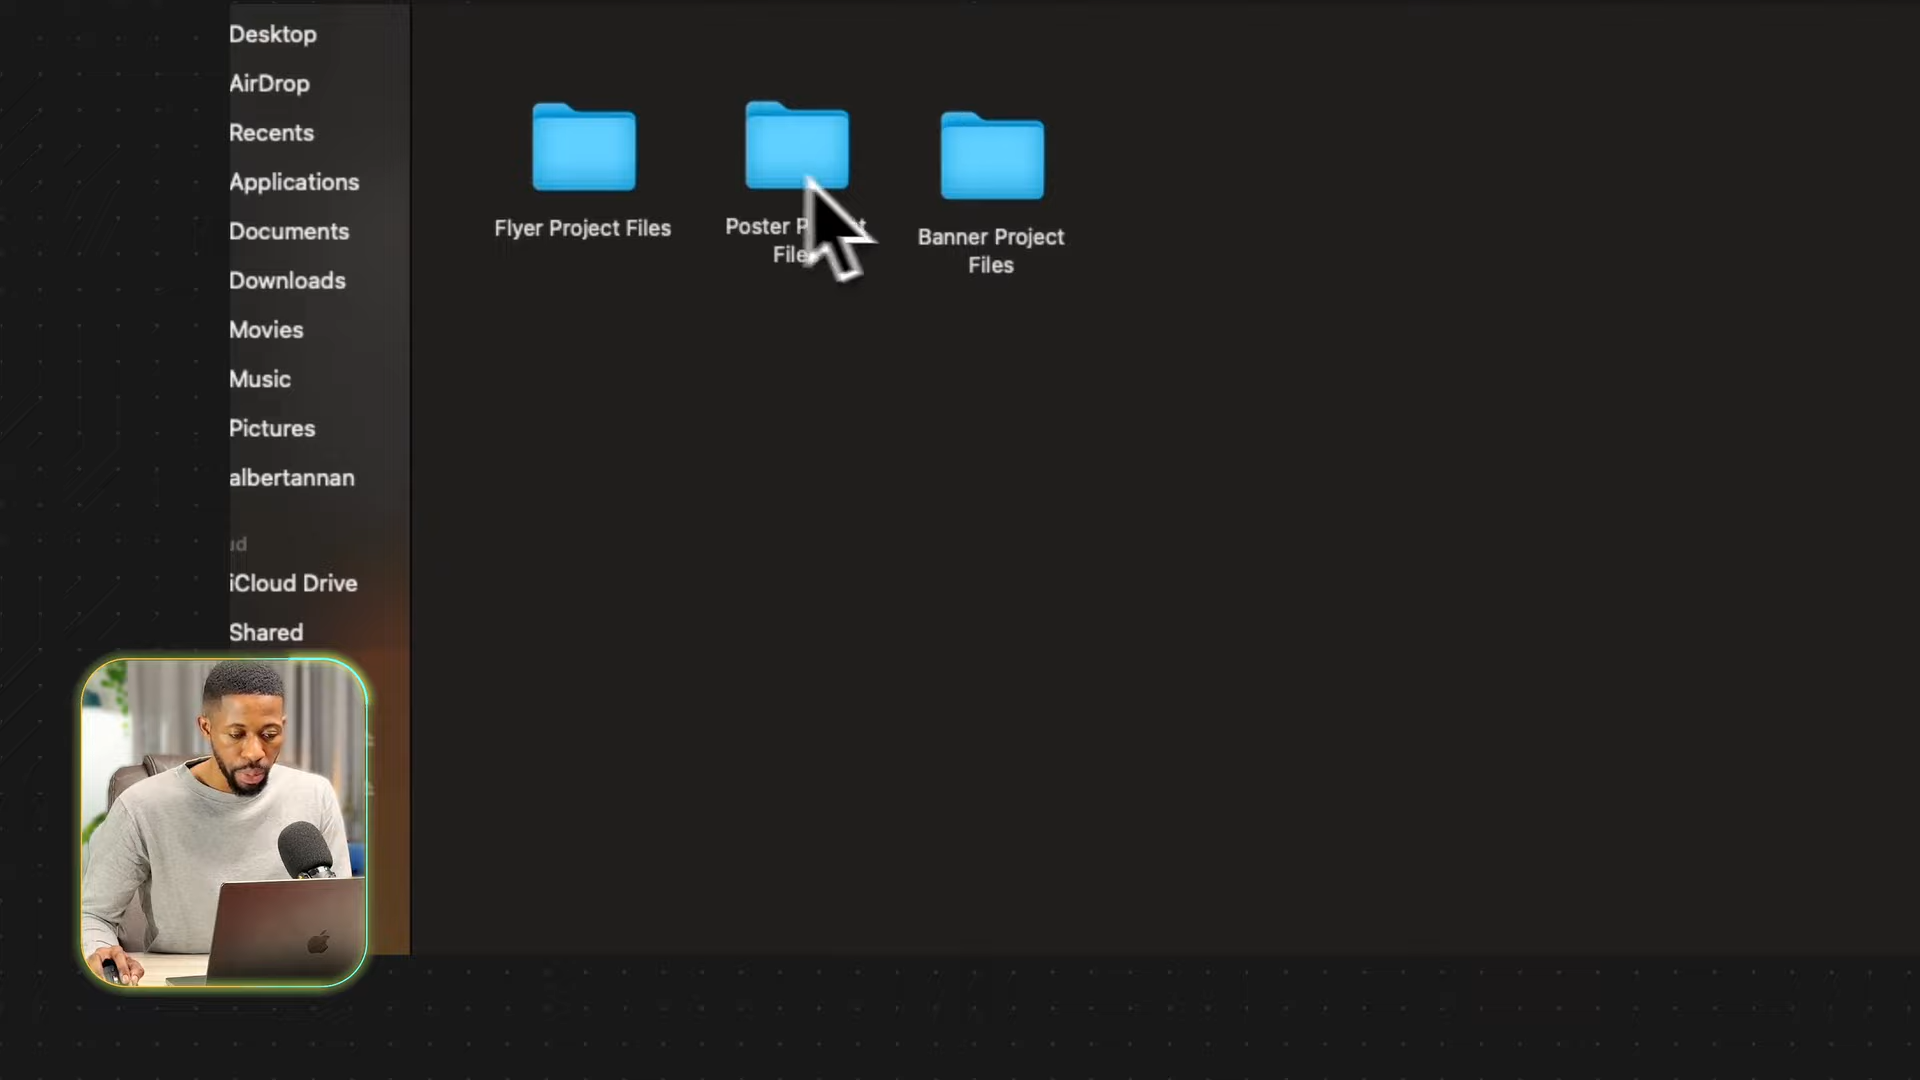 Desktop
AirDrop
Recents
Applications
Documents
Downloads
Movies
Music
Pictures
albertannan
iCloud Drive
Shared
Flyer Project Files
Poster
Banner Project
Files